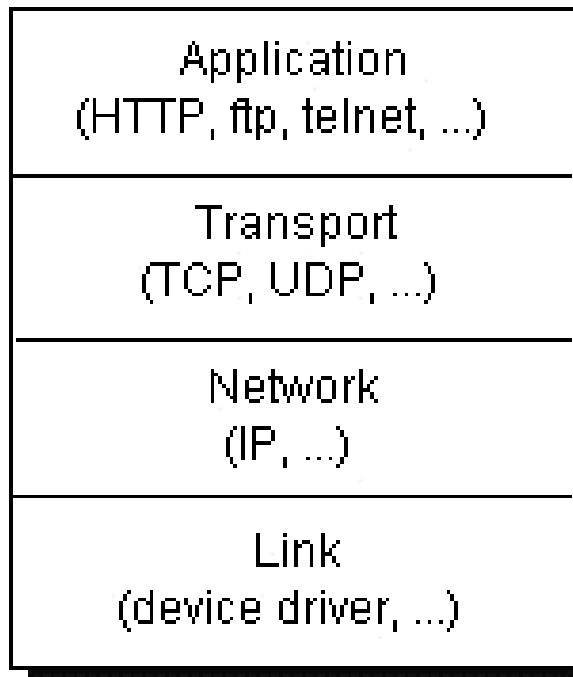 Application
(HTTP, ftp, telnet, ...)
Transport
(TCP, UDP, ...)
Network
(IP, ...)
Link
(device driver, ...)